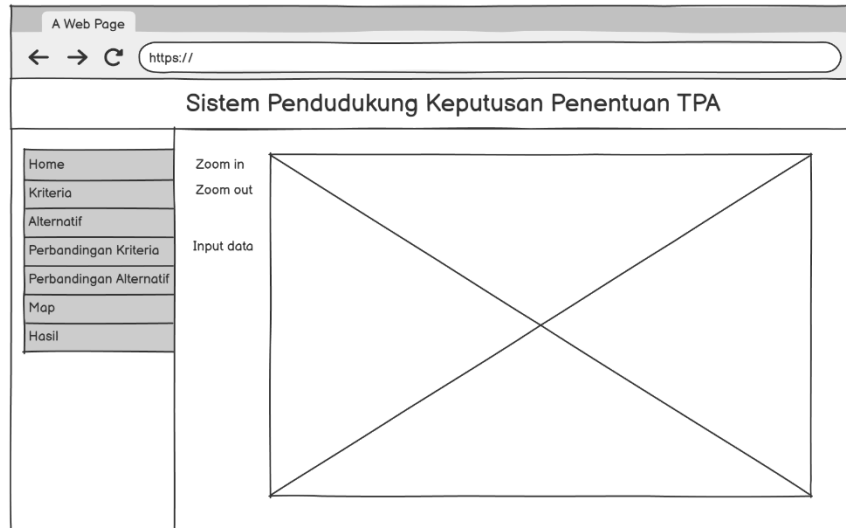 A Web Page
https://
Sistem Pendudukung Keputusan Penentuan TPA
Home
Kriteria
Alternatif
Perbandingan Kriteria
Perbandingan Alternatif
Map
Hasil
Zoom in
Zoom out
Input data